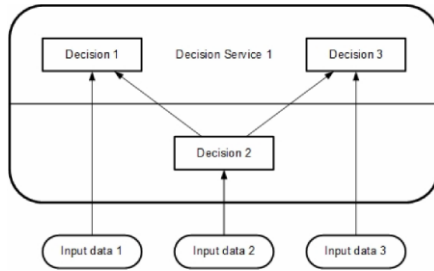 Decision 1
Decision Service 1
Decision 3
Decision 2
Input data 1
Input data 2
Input data 3